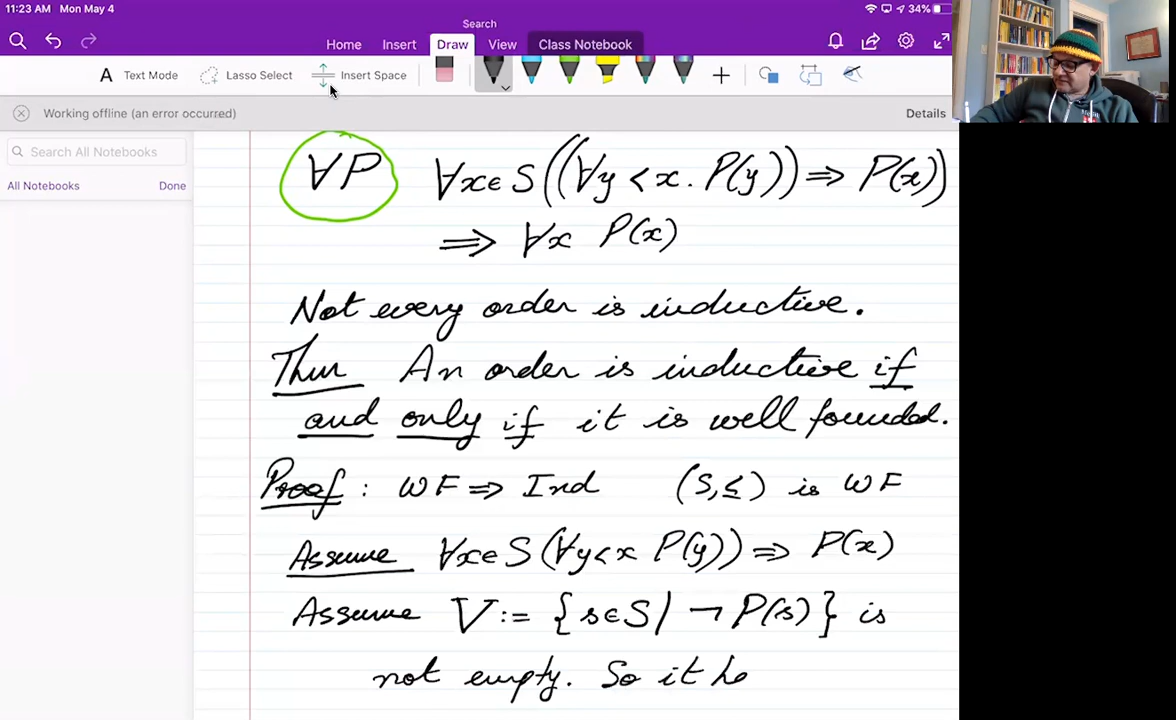 11:23 AM Mon May 4
34%
Search
Home Insert Draw View Class Notebook
Text Mode Lasso Select Insert Space
Working offline (an error occurred) Details
Search All Notebooks
All Notebooks Done
∀P ∀x∈S((∀y<x. P(y)) ⇒ P(x))
⇒ ∀x P(x)
Not every order is inductive.
Thm An order is inductive if
and only if it is well founded.
Proof : WF ⇒ Ind (S,≤) is WF
Assume ∀x∈S(∀y<x P(y)) ⇒ P(x)
Assume V := {s∈S | ¬P(s)} is
not empty. So it ha